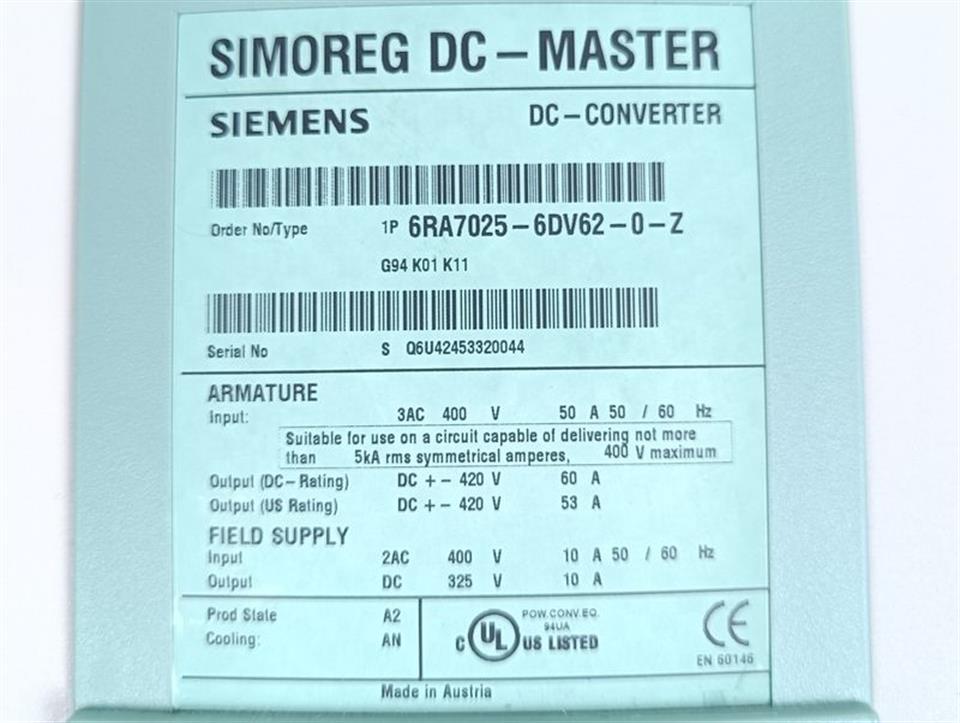 SIMOREG DC-MASTER
SIEMENS DC-CONVERTER
Order No/Type 1P 6RA7025-6DV62-0-Z
G94 K01 K11
Serial No S Q6U42453320044
ARMATURE
Input: 3AC 400 V 50 A 50 / 60 Hz
Suitable for use on a circuit capable of delivering not more
than 5kA rms symmetrical amperes, 400 V maximum
Output (DC-Rating) DC +- 420 V 60 A
Output (US Rating) DC +- 420 V 53 A
FIELD SUPPLY
Input 2AC 400 V 10 A 50 / 60 Hz
Output DC 325 V 10 A
Prod State A2
Cooling: AN
POW.CONV.EQ.
94UA
C UL US LISTED
CE
EN 60146
Made in Austria